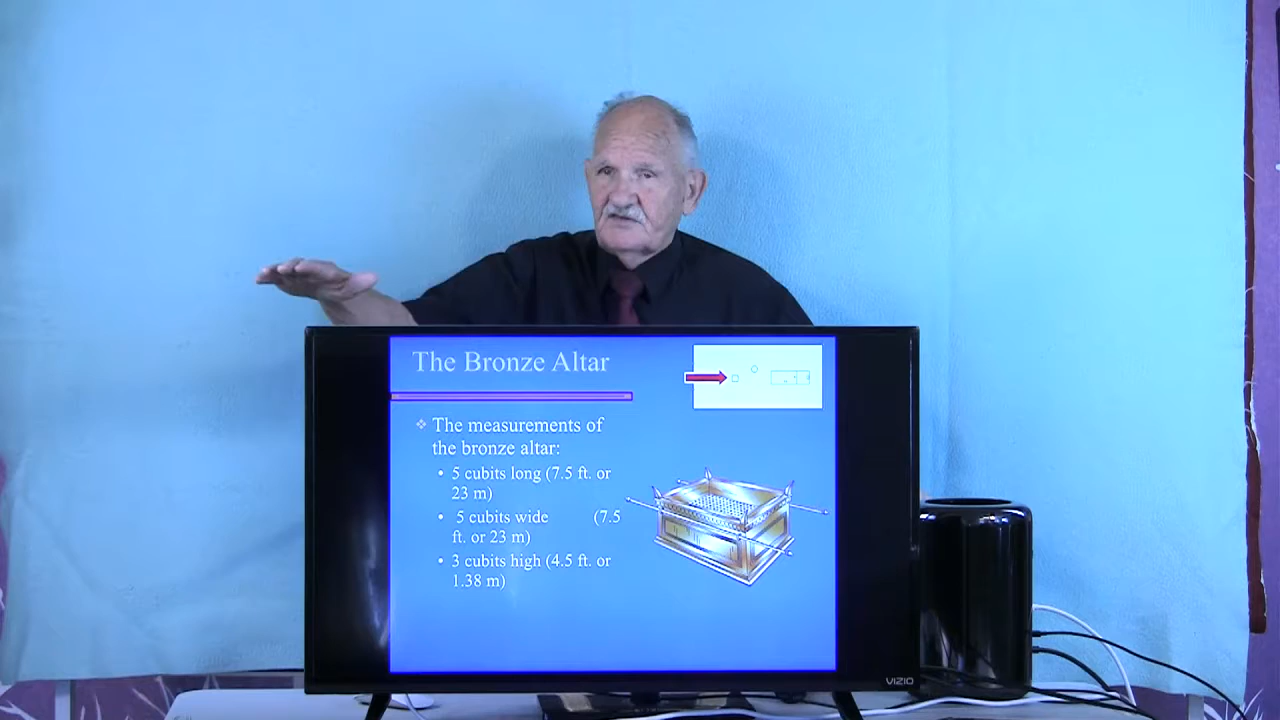 The Bronze Altar
❖ The measurements of
the bronze altar:
• 5 cubits long (7.5 ft. or
23 m)
• 5 cubits wide (7.5
ft. or 23 m)
• 3 cubits high (4.5 ft. or
1.38 m)
VIZIO